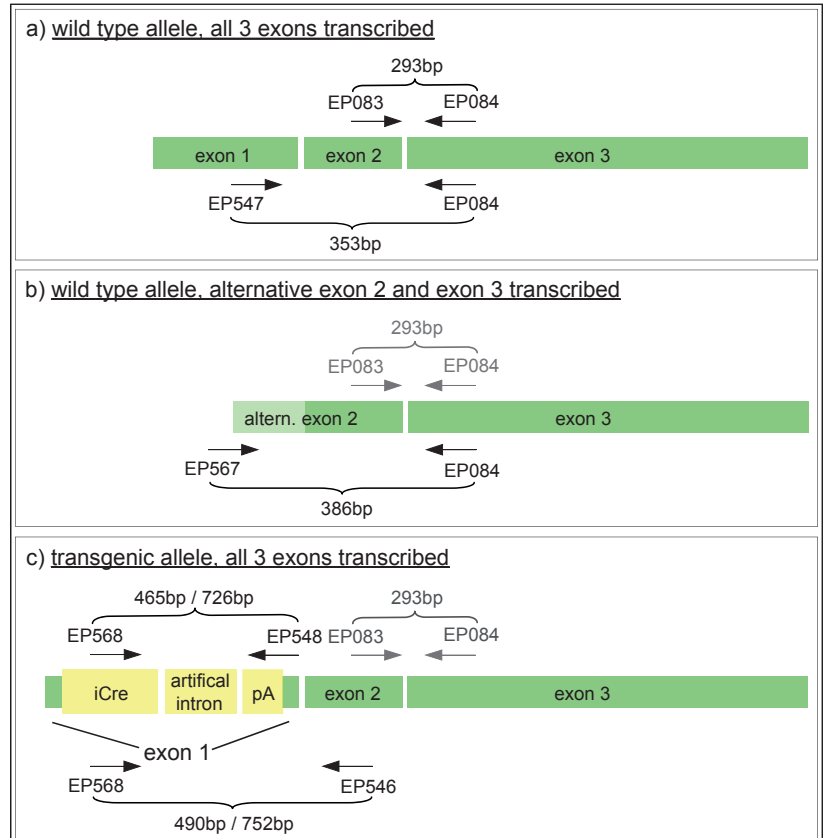 a) wild type allele, all 3 exons transcribed
293bp
EP083 EP084
exon 1 exon 2 exon 3
EP547 EP084
353bp
b) wild type allele, alternative exon 2 and exon 3 transcribed
293bp
EP083 EP084
altern. exon 2 exon 3
EP567 EP084
386bp
c) transgenic allele, all 3 exons transcribed
465bp / 726bp 293bp
EP568 EP548 EP083 EP084
iCre artifical intron pA exon 2 exon 3
exon 1
EP568 EP546
490bp / 752bp